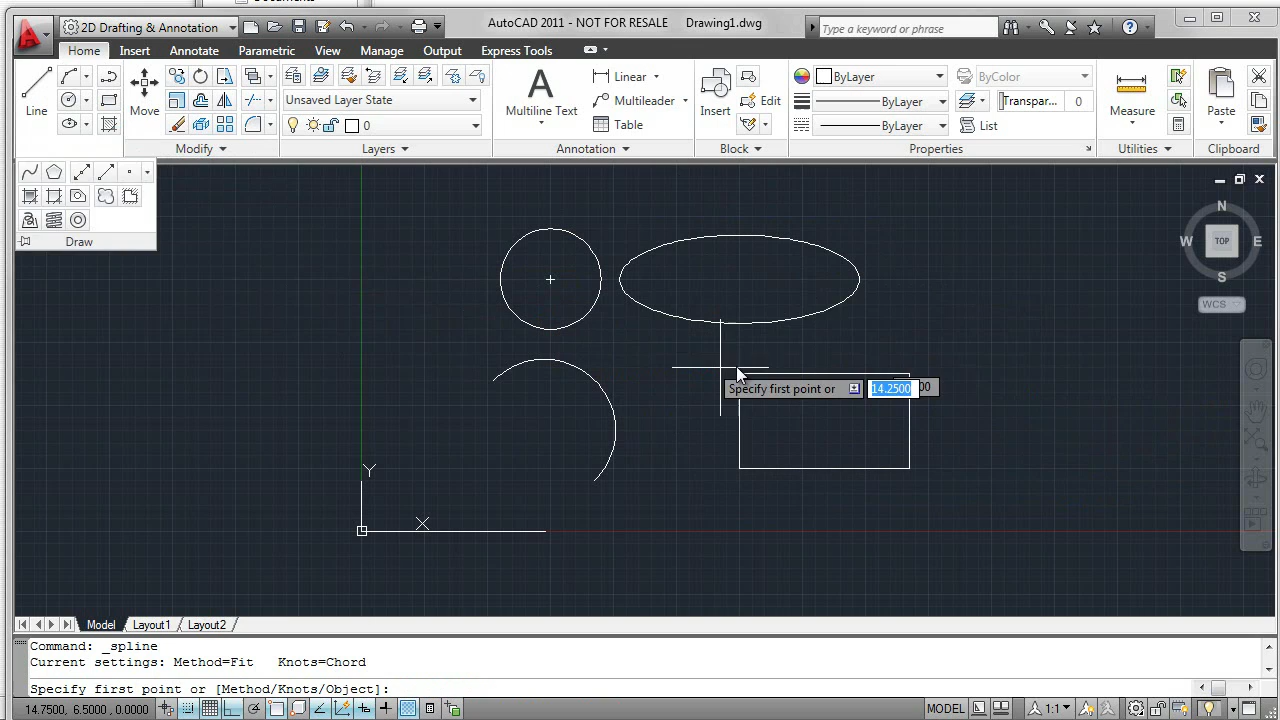 2D Drafting & Annotation
AutoCAD 2011 - NOT FOR RESALE Drawing1.dwg
Type a keyword or phrase
Home Insert Annotate Parametric View Manage Output Express Tools
Line
Move
Unsaved Layer State
0
Multiline Text
Linear
Multileader
Table
Insert
Edit
ByLayer
ByLayer
ByLayer
ByColor
Transpar... 0
List
Measure
Paste
Modify Layers Annotation Block Properties Utilities Clipboard
Draw
N
W TOP E
S
WCS
Specify first point or 14.2500 00
Y
X
Model Layout1 Layout2
Command: _spline
Current settings: Method=Fit Knots=Chord
Specify first point or [Method/Knots/Object]:
14.7500, 6.5000, 0.0000 MODEL 1:1